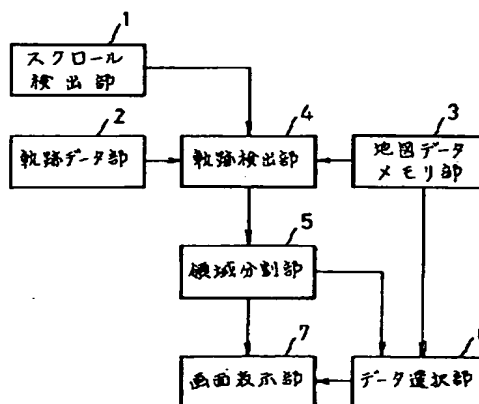 1
スクロール
検出部
2
軌跡データ部
4
軌跡検出部
3
地図データ
メモリ部
5
領域分割部
7
画面表示部
データ選択部